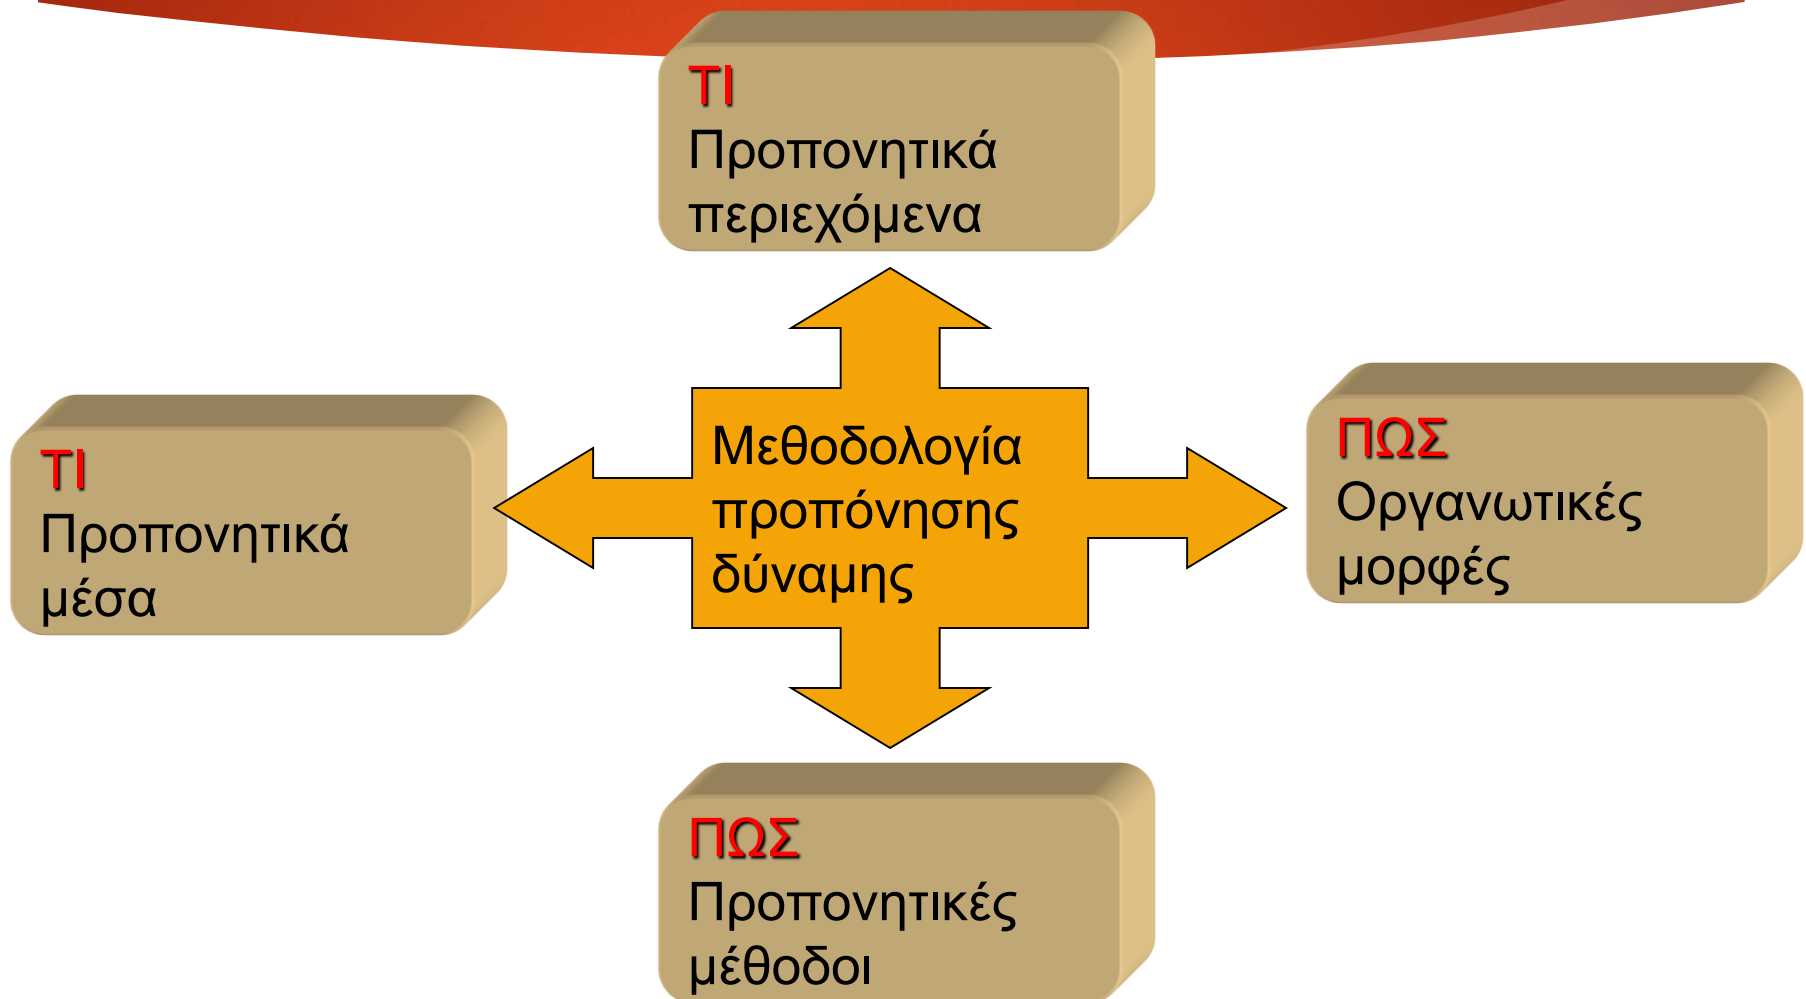 ΤΙ
Προπονητικά
περιεχόμενα
ΤΙ
Προπονητικά
μέσα
Μεθοδολογία
προπόνησης
δύναμης
ΠΩΣ
Οργανωτικές
μορφές
ΠΩΣ
Προπονητικές
μέθοδοι